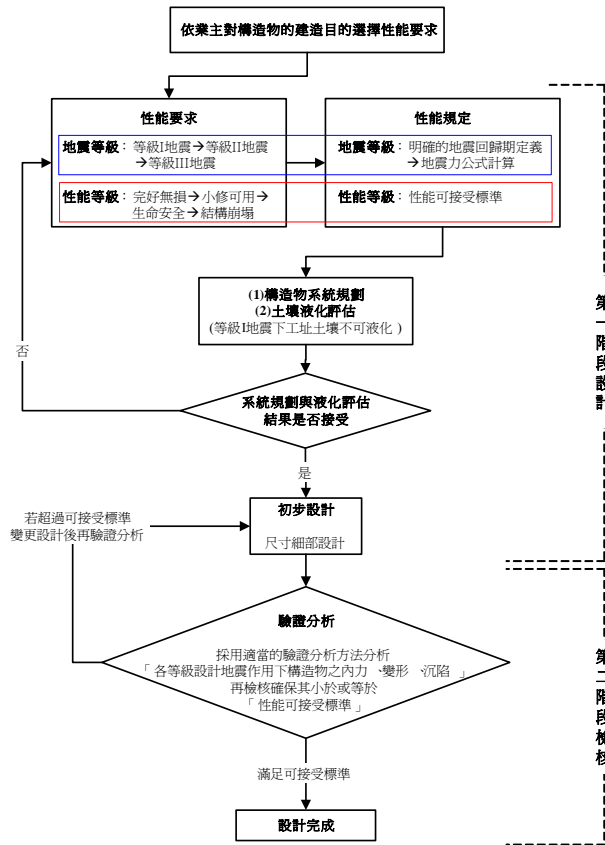 依業主對構造物的建造目的選擇性能要求
性能要求
地震等級：等級I地震→等級II地震
→等級III地震
性能等級：完好無損→小修可用→
生命安全→結構崩塌
性能規定
地震等級：明確的地震回歸期定義
→地震力公式計算
性能等級：性能可接受標準
(1)構造物系統規劃
(2)土壤液化評估
(等級I地震下工址土壤不可液化)
否
系統規劃與液化評估
結果是否接受
是
第一階段設計
初步設計
尺寸細部設計
若超過可接受標準
變更設計後再驗證分析
驗證分析
採用適當的驗證分析方法分析
「各等級設計地震作用下構造物之內力、變形、沉陷」
再檢核確保其小於或等於
「性能可接受標準」
第二階段檢核
滿足可接受標準
設計完成